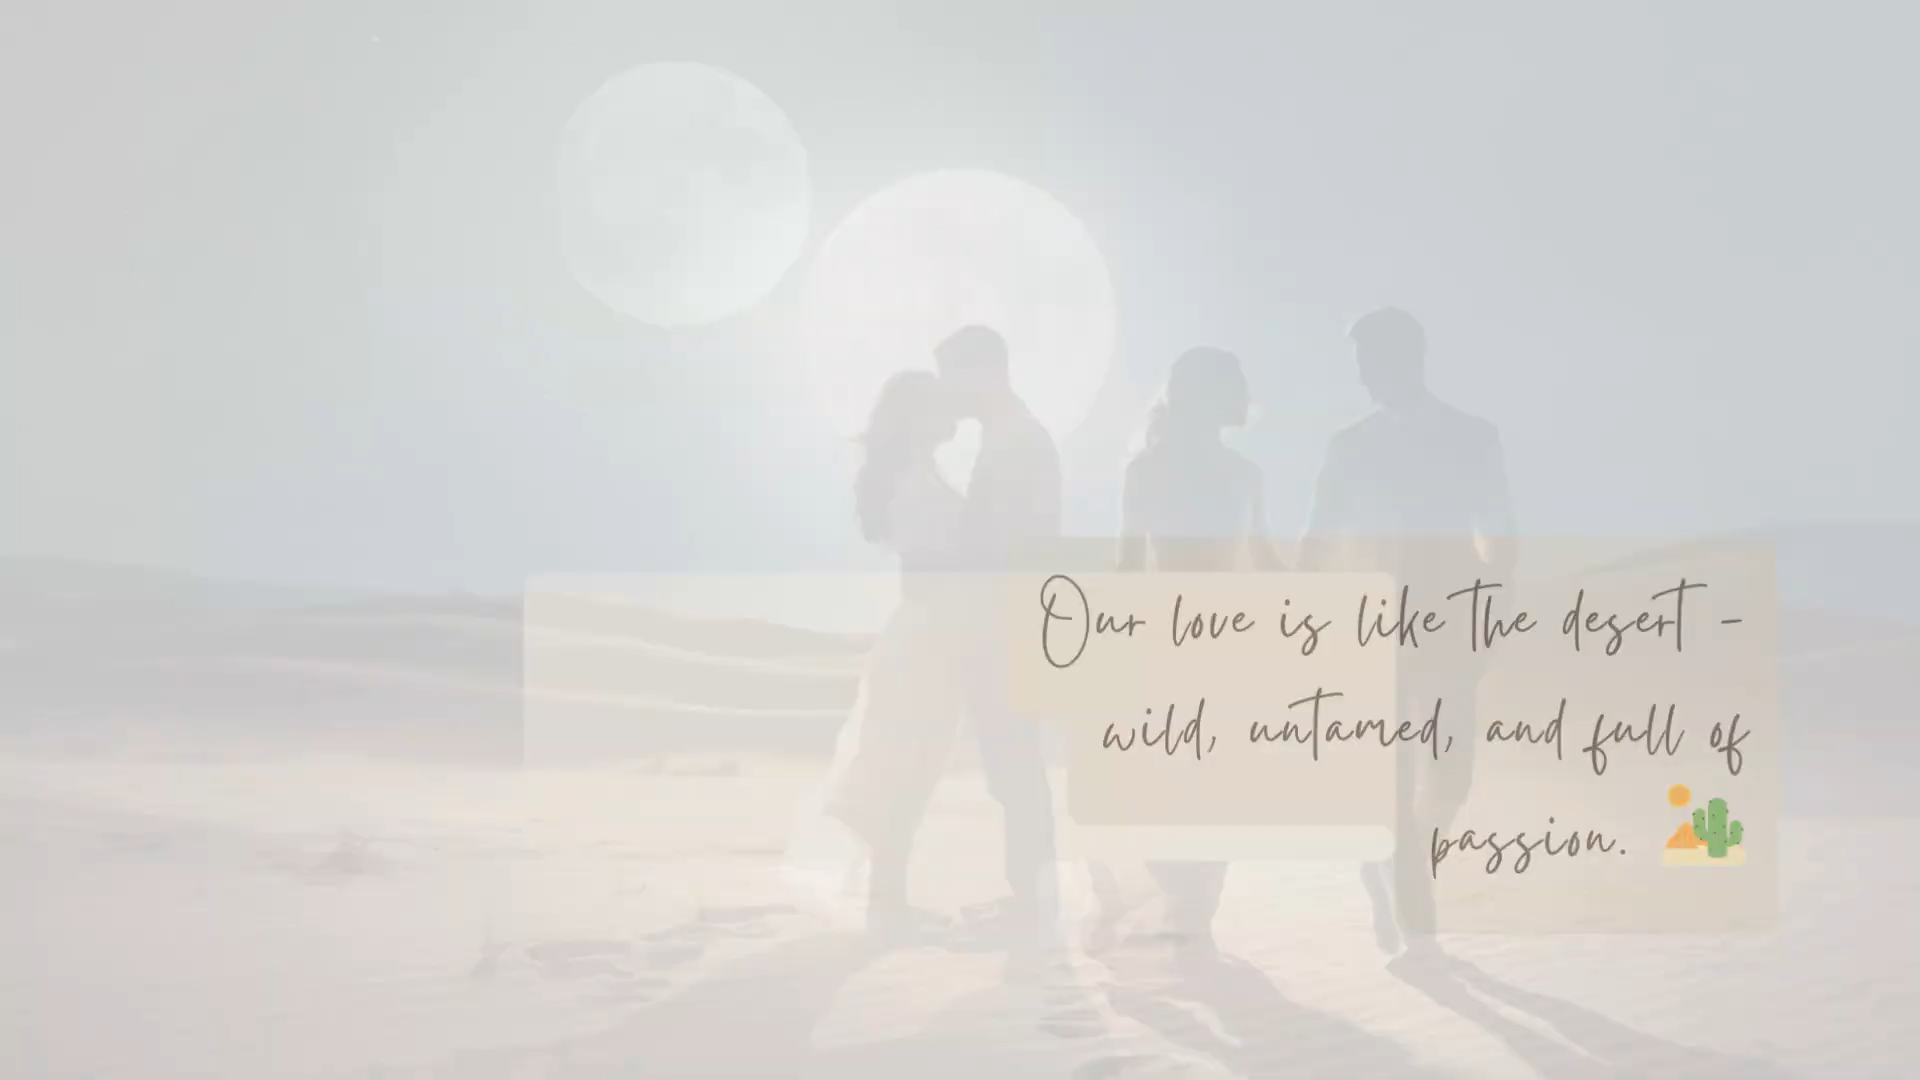 Our love is like the desert -
wild, untamed, and full of
passion. 🏜️